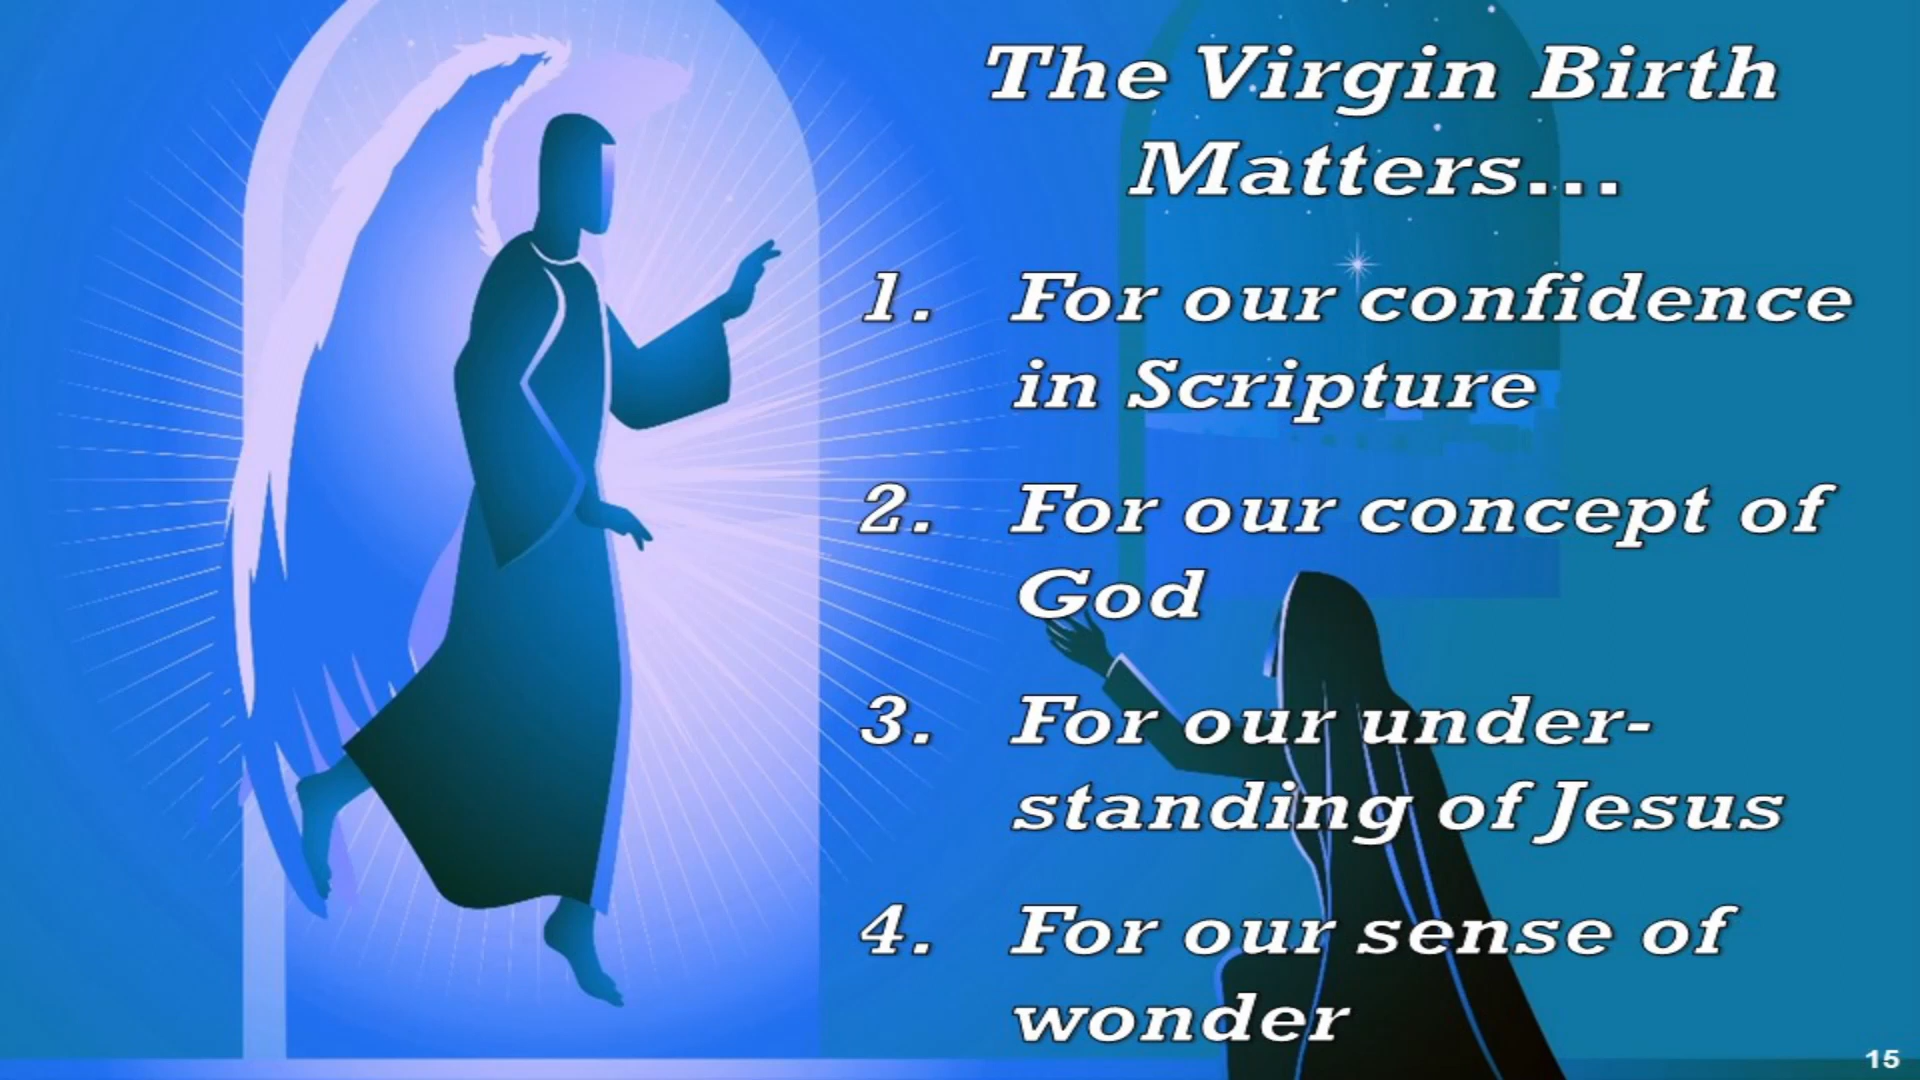 The Virgin Birth
Matters...
1. For our confidence
in Scripture
2. For our concept of
God
3. For our under-
standing of Jesus
4. For our sense of
wonder
15